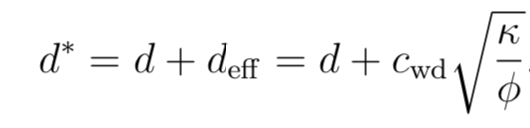 d* = d + d_eff = d + c_wd √(κ/ϕ).